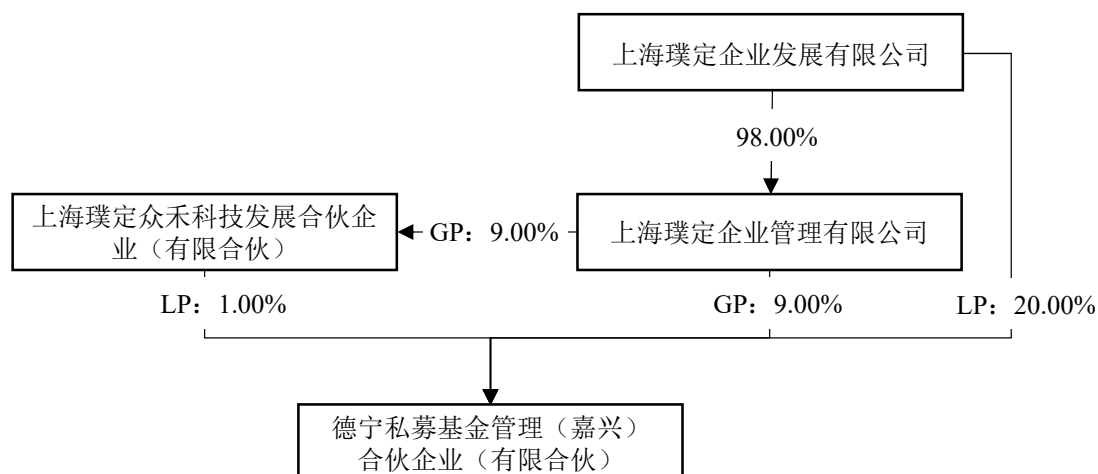 上海璞定企业发展有限公司
98.00%
上海璞定众禾科技发展合伙企
业（有限合伙）
GP：9.00%
上海璞定企业管理有限公司
LP：1.00%
GP：9.00%
LP：20.00%
德宁私募基金管理（嘉兴）
合伙企业（有限合伙）